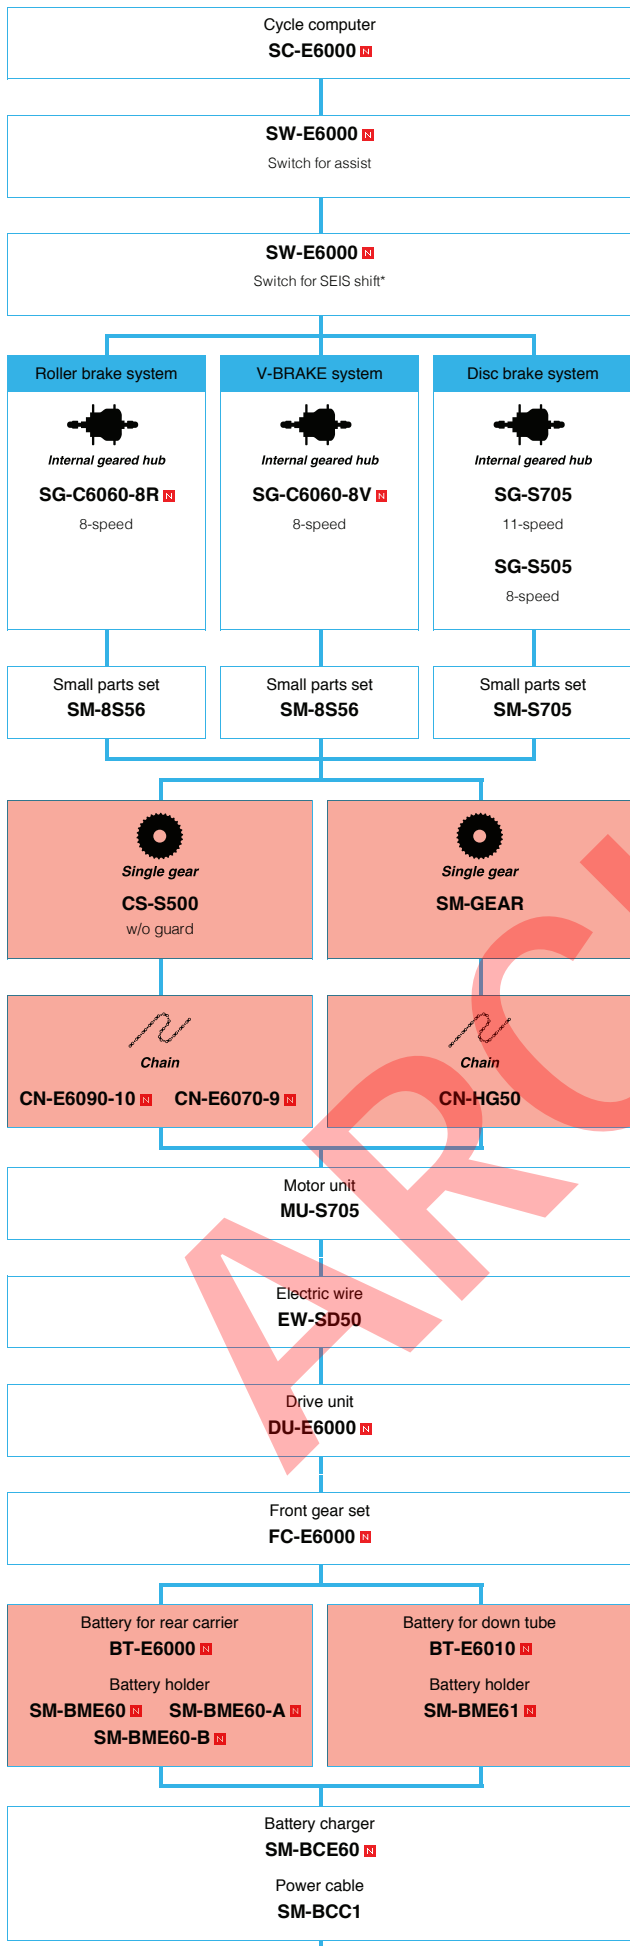 Cycle computer
SC-E6000 N
SW-E6000 N
Switch for assist
SW-E6000 N
Switch for SEIS shift*
Roller brake system
Internal geared hub
SG-C6060-8R N
8-speed
V-BRAKE system
Internal geared hub
SG-C6060-8V N
8-speed
Disc brake system
Internal geared hub
SG-S705
11-speed
SG-S505
8-speed
Small parts set
SM-8S56
Small parts set
SM-8S56
Small parts set
SM-S705
Single gear
CS-S500
w/o guard
Single gear
SM-GEAR
Chain
CN-E6090-10 N CN-E6070-9 N
Chain
CN-HG50
Motor unit
MU-S705
Electric wire
EW-SD50
Drive unit
DU-E6000 N
Front gear set
FC-E6000 N
Battery for rear carrier
BT-E6000 N
Battery holder
SM-BME60 N SM-BME60-A N
SM-BME60-B N
Battery for down tube
BT-E6010 N
Battery holder
SM-BME61 N
Battery charger
SM-BCE60 N
Power cable
SM-BCC1
ARC